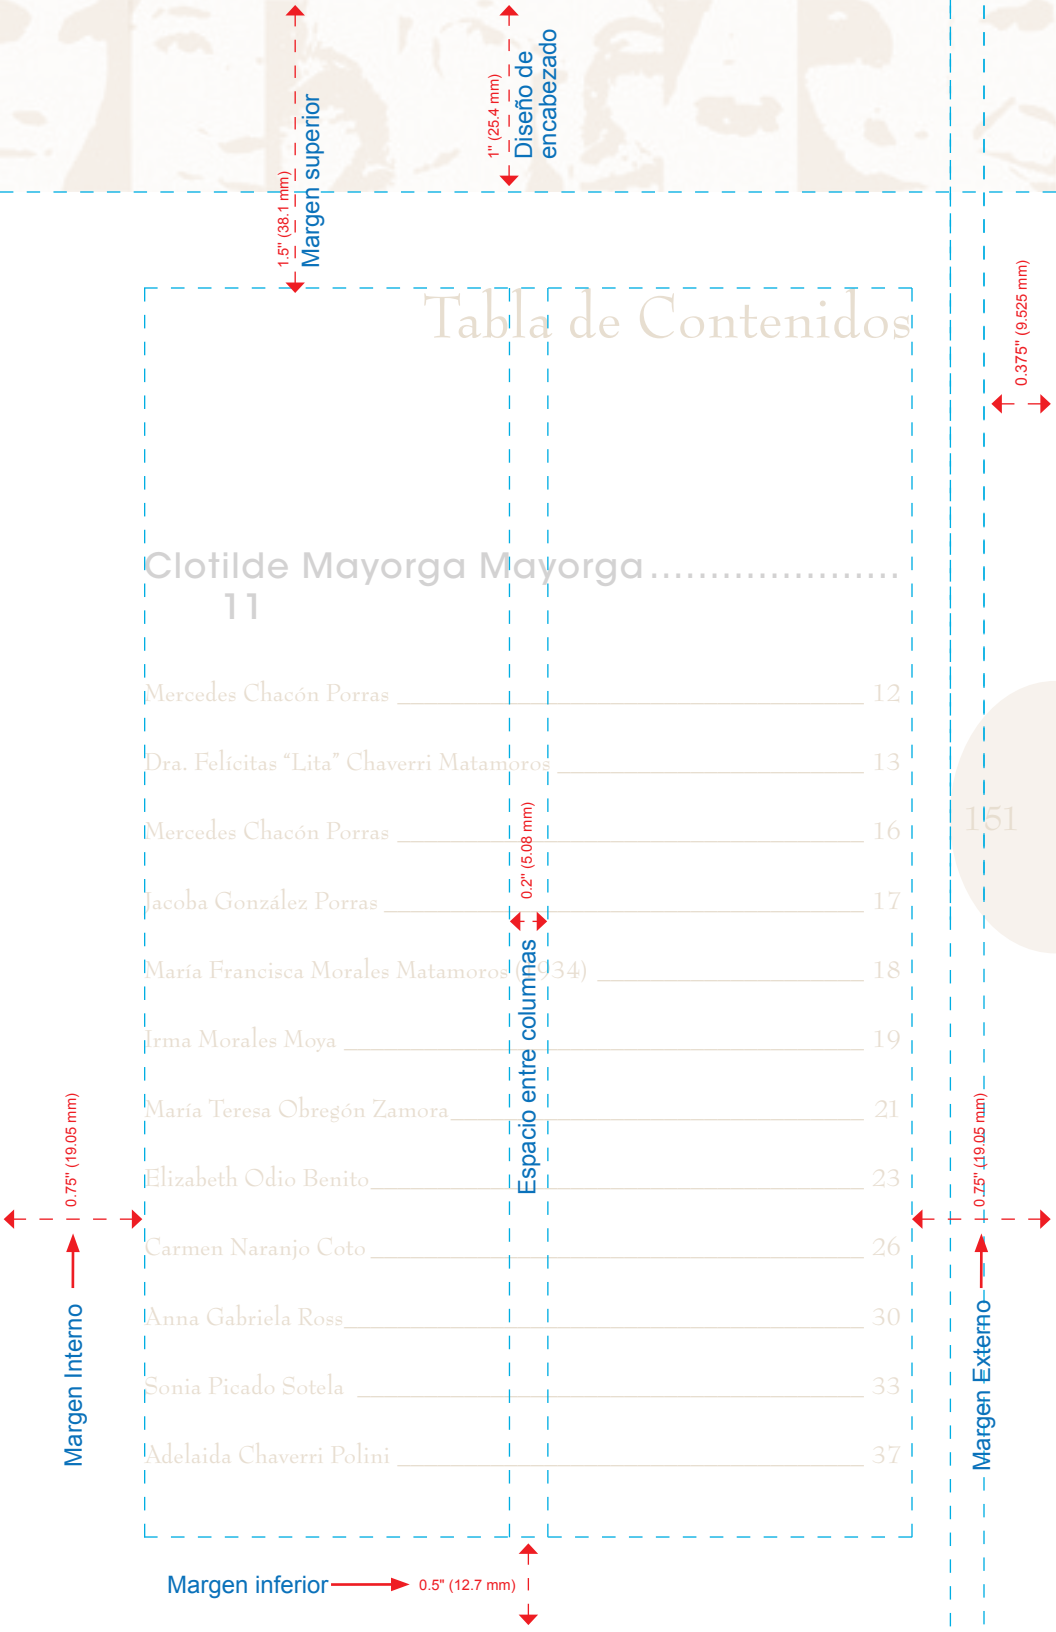 1" (25.4 mm)
Diseño de
encabezado
1.5" (38.1 mm)
Margen superior
0.375" (9.525 mm)
Tabla de Contenidos
Clotilde Mayorga Mayorga.....................
11
Mercedes Chacón Porras 12
Dra. Felícitas “Lita” Chaverri Matamoros 13
Mercedes Chacón Porras 16
151
0.2" (5.08 mm)
Jacoba González Porras 17
María Francisca Morales Matamoros (1934) 18
Espacio entre columnas
Irma Morales Moya 19
María Teresa Obregón Zamora 21
Elizabeth Odio Benito 23
0.75" (19.05 mm)
0.75" (19.05 mm)
Carmen Naranjo Coto 26
Anna Gabriela Ross 30
Margen Interno
Margen Externo
Sonia Picado Sotela 33
Adelaida Chaverri Polini 37
Margen inferior 0.5" (12.7 mm)